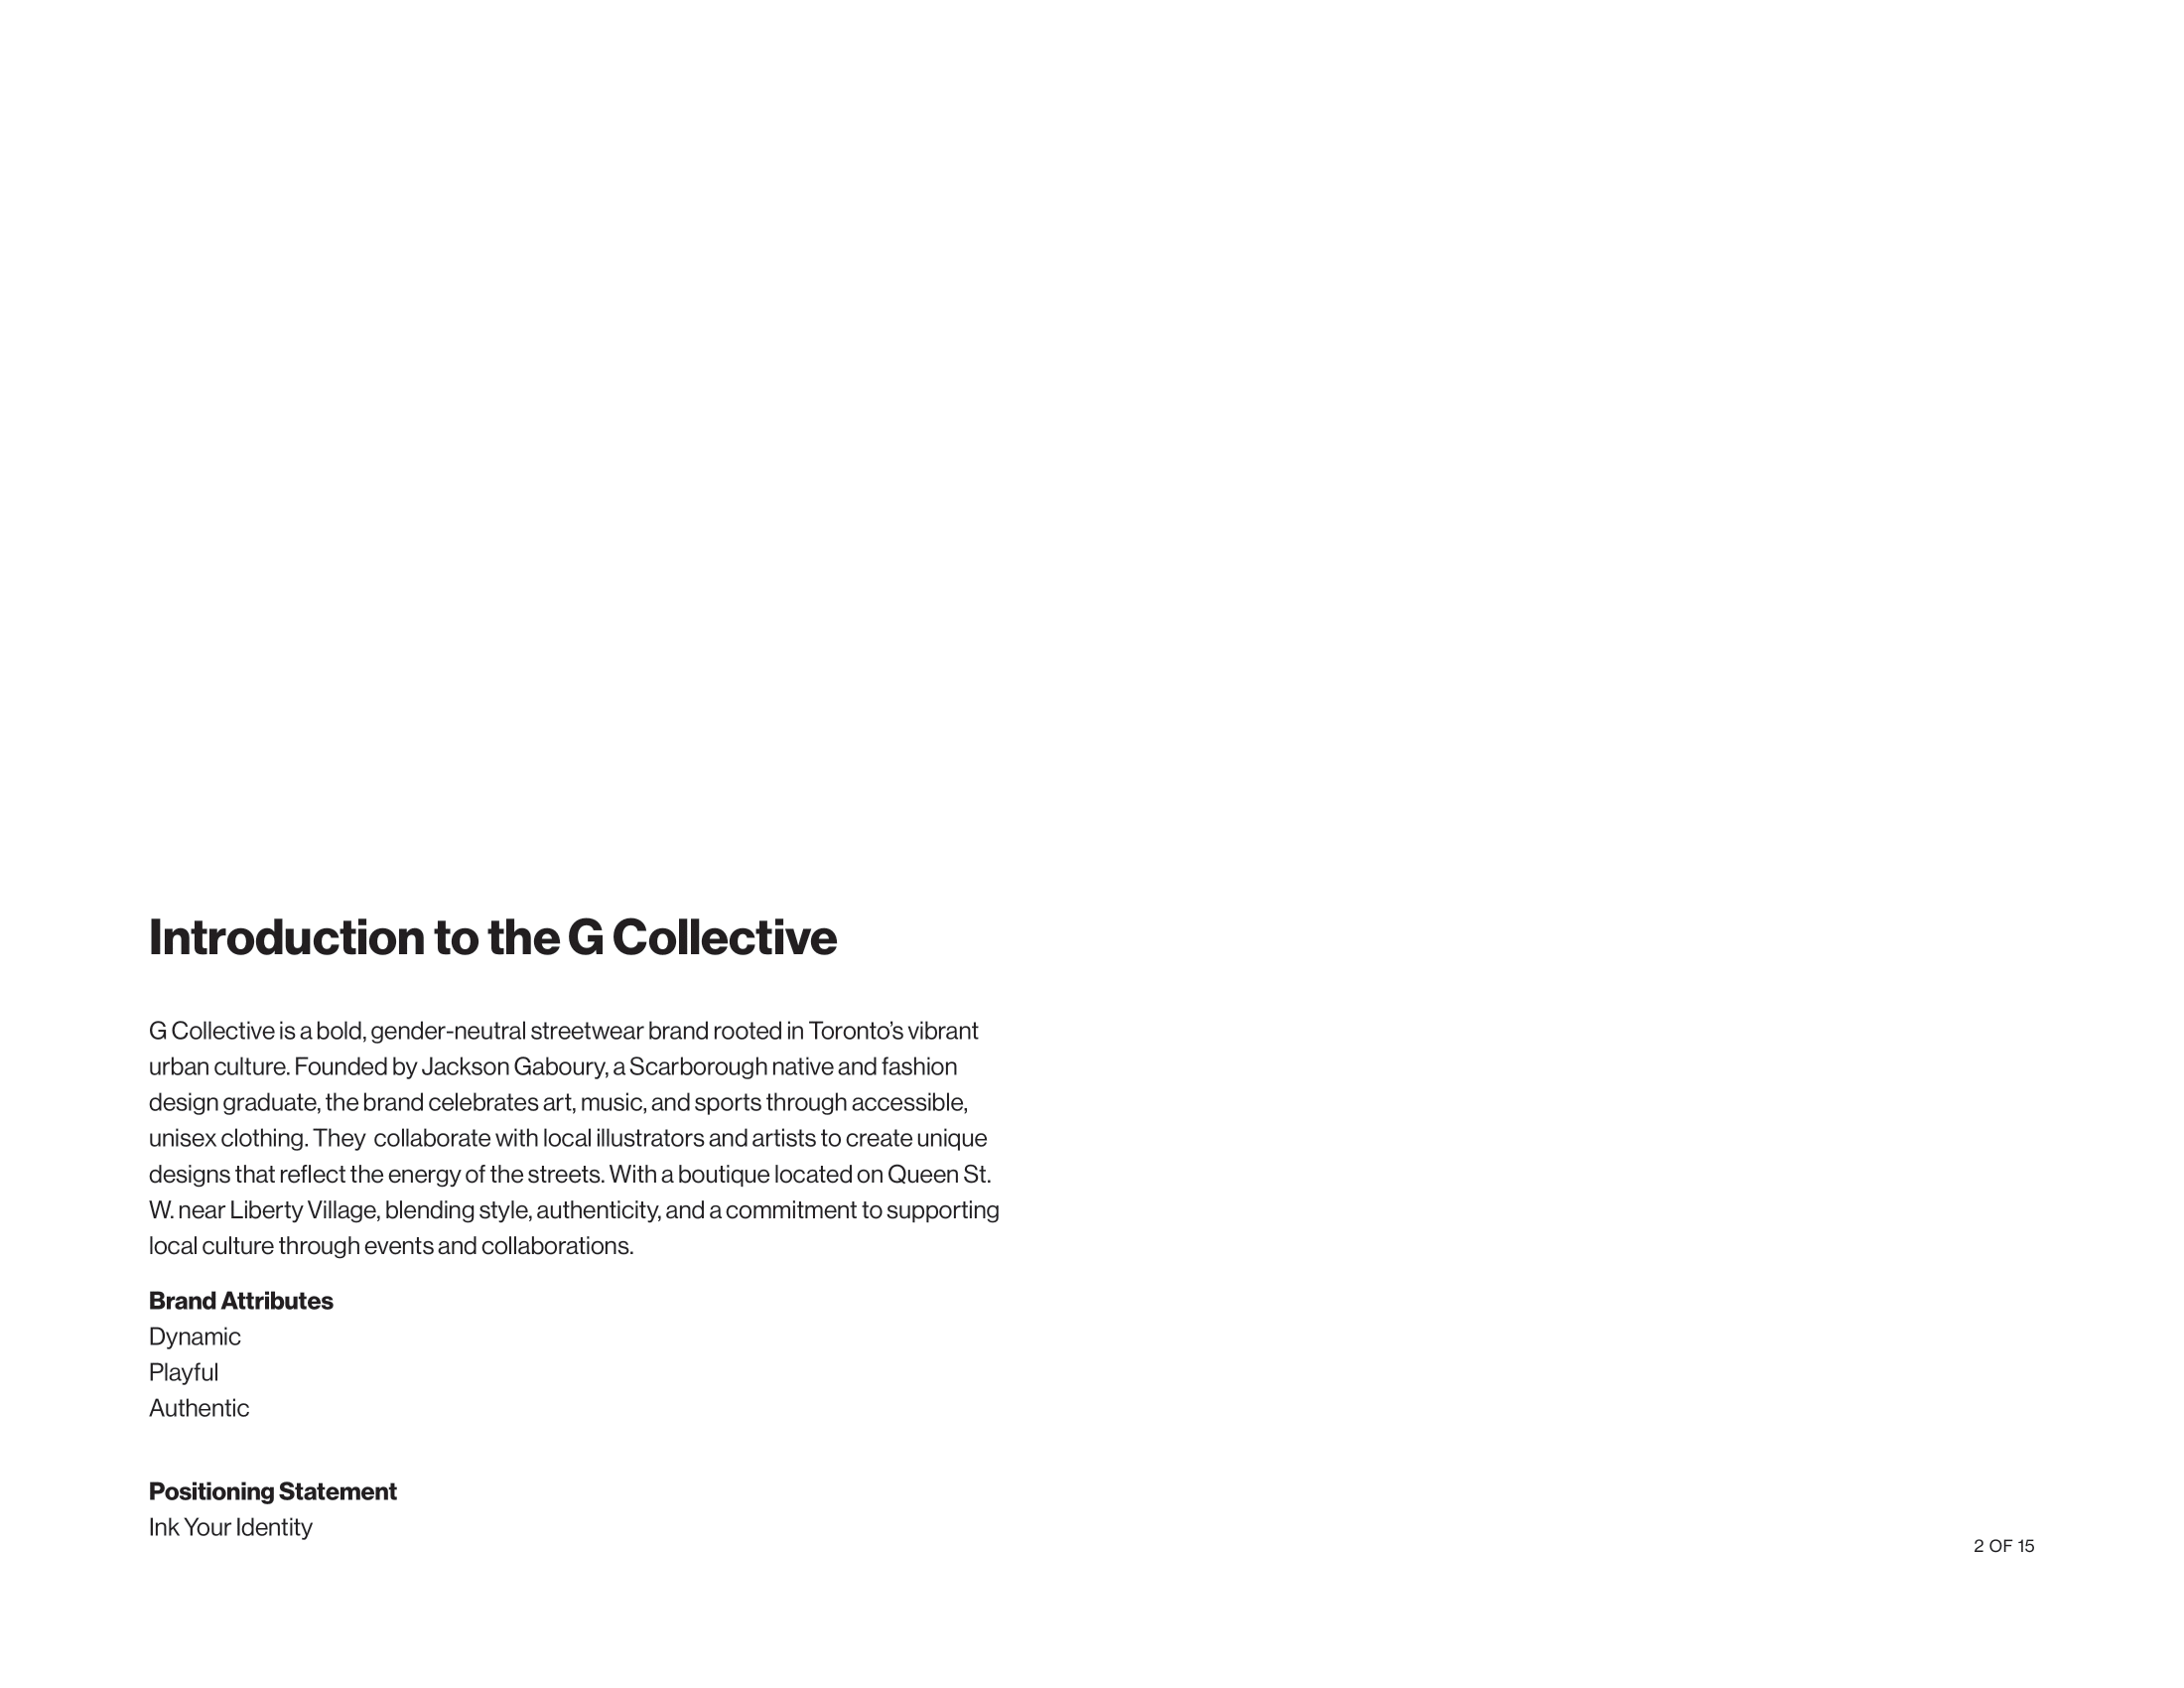 Introduction to the G Collective
G Collective is a bold, gender-neutral streetwear brand rooted in Toronto’s vibrant
urban culture. Founded by Jackson Gaboury, a Scarborough native and fashion
design graduate, the brand celebrates art, music, and sports through accessible,
unisex clothing. They  collaborate with local illustrators and artists to create unique
designs that reflect the energy of the streets. With a boutique located on Queen St.
W. near Liberty Village, blending style, authenticity, and a commitment to supporting
local culture through events and collaborations.
Brand Attributes
Dynamic
Playful
Authentic
Positioning Statement
Ink Your Identity
2 OF 15